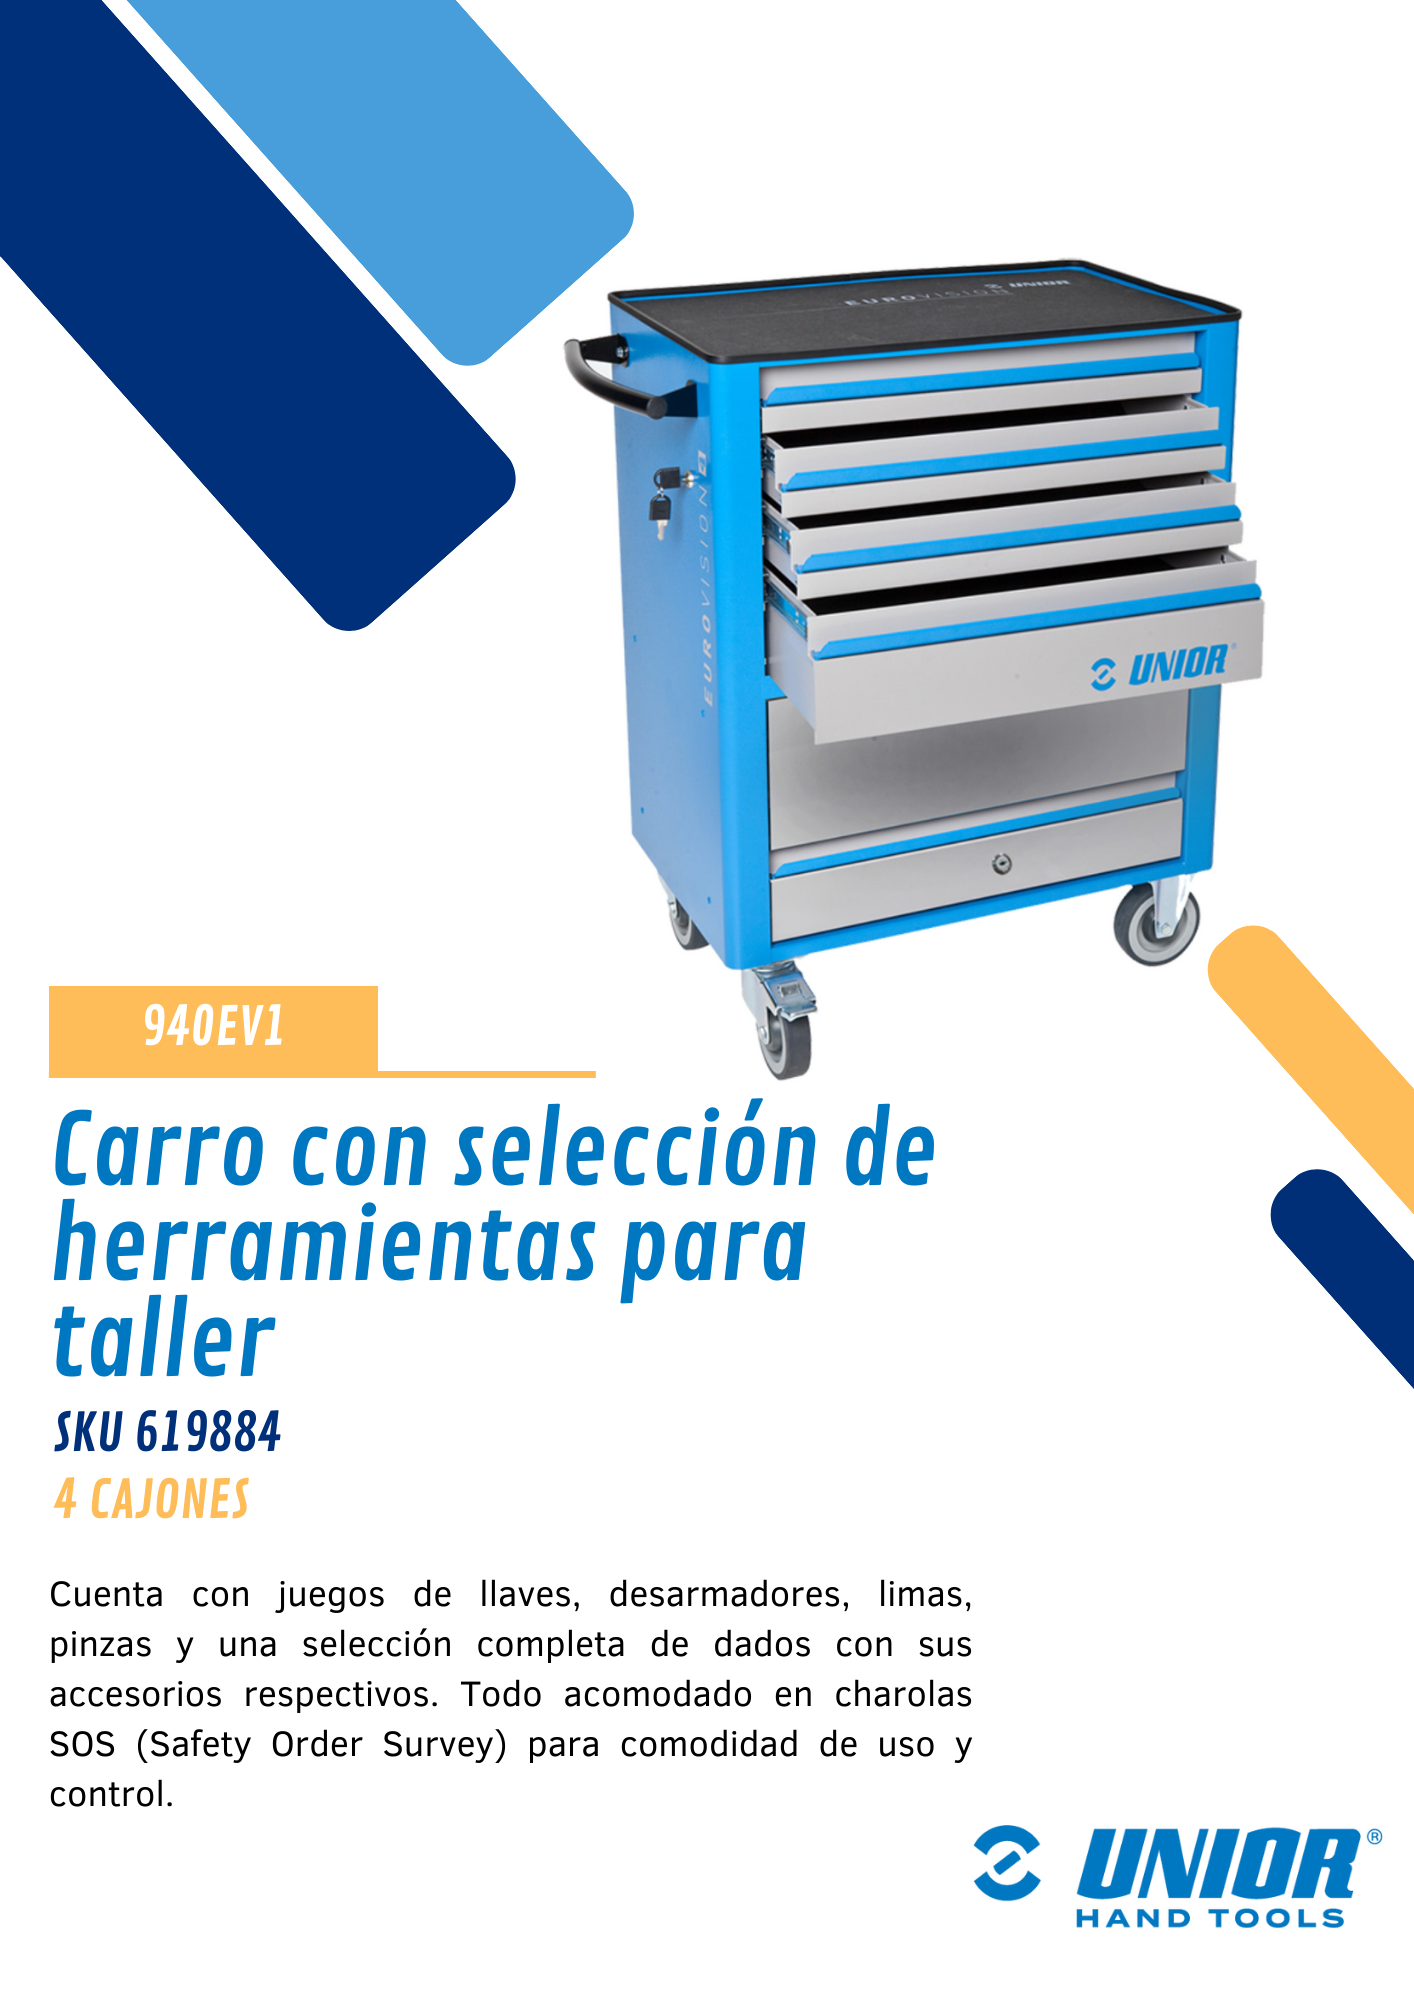 EUROVISION UNIOR
EUROVISION
UNIOR
940EV1
Carro con selección de
herramientas para
taller
SKU 619884
4 CAJONES
Cuenta con juegos de llaves, desarmadores, limas,
pinzas y una selección completa de dados con sus
accesorios respectivos. Todo acomodado en charolas
SOS (Safety Order Survey) para comodidad de uso y
control.
UNIOR®
HAND TOOLS